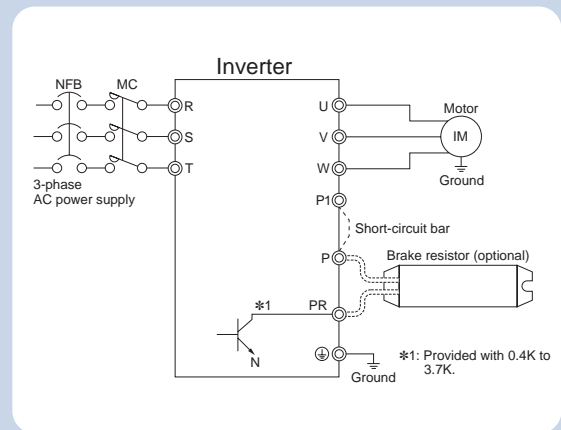 Inverter
NFB
MC
R
S
T
3-phase
AC power supply
U
V
W
Motor
IM
Ground
P1
Short-circuit bar
P
Brake resistor (optional)
PR
✻1
N
Ground
✻1: Provided with 0.4K to
3.7K.